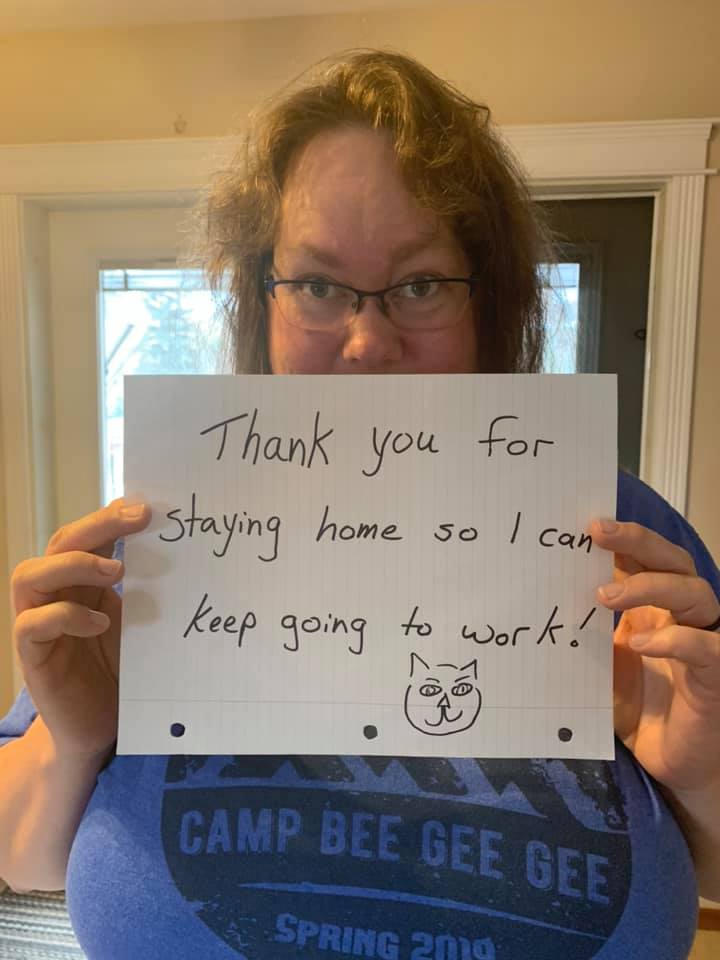 Thank you for
staying home so I can
keep going to work!
CAMP BEE GEE GEE
SPRING 2019